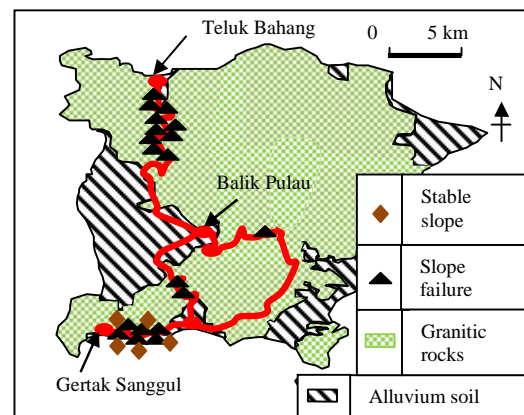 Teluk Bahang
0 5 km
N
Balik Pulau
Stable
slope
Slope
failure
Granitic
rocks
Gertak Sanggul
Alluvium soil